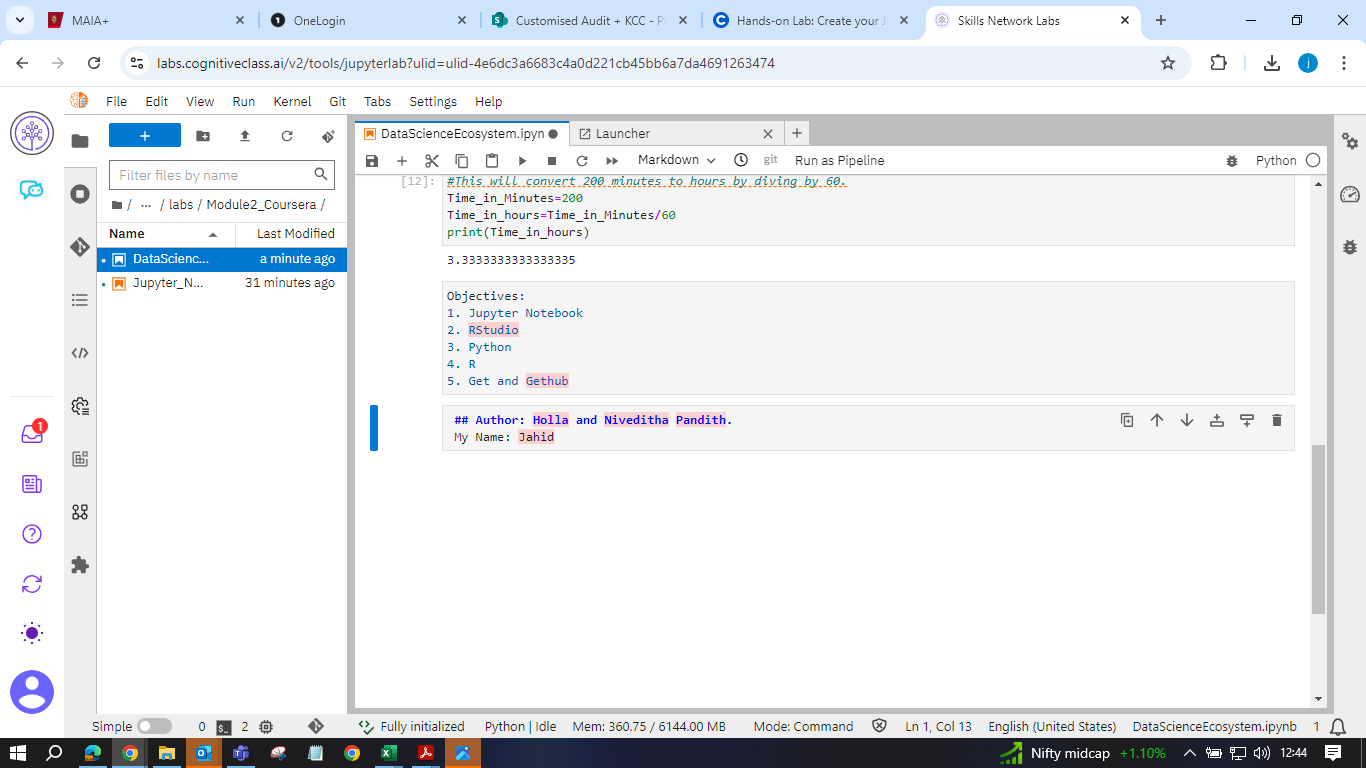 MAIA+
OneLogin
Customised Audit + KCC - P
Hands-on Lab: Create your J
Skills Network Labs
labs.cognitiveclass.ai/v2/tools/jupyterlab?ulid=ulid-4e6dc3a6683c4a0d221cb45bb6a7da4691263474
j
File Edit View Run Kernel Git Tabs Settings Help
DataScienceEcosystem.ipyn
Launcher
Markdown
git
Run as Pipeline
Python
Filter files by name
/ ... / labs / Module2_Coursera /
Name Last Modified
DataScienc... a minute ago
Jupyter_N... 31 minutes ago
[12]: #This will convert 200 minutes to hours by diving by 60.
Time_in_Minutes=200
Time_in_hours=Time_in_Minutes/60
print(Time_in_hours)
3.3333333333333335
Objectives:
1. Jupyter Notebook
2. RStudio
3. Python
4. R
5. Get and Gethub
## Author: Holla and Niveditha Pandith.
My Name: Jahid
1
Simple 0 2 Fully initialized Python | Idle Mem: 360.75 / 6144.00 MB Mode: Command Ln 1, Col 13 English (United States) DataScienceEcosystem.ipynb 1
Nifty midcap +1.10% 12:44